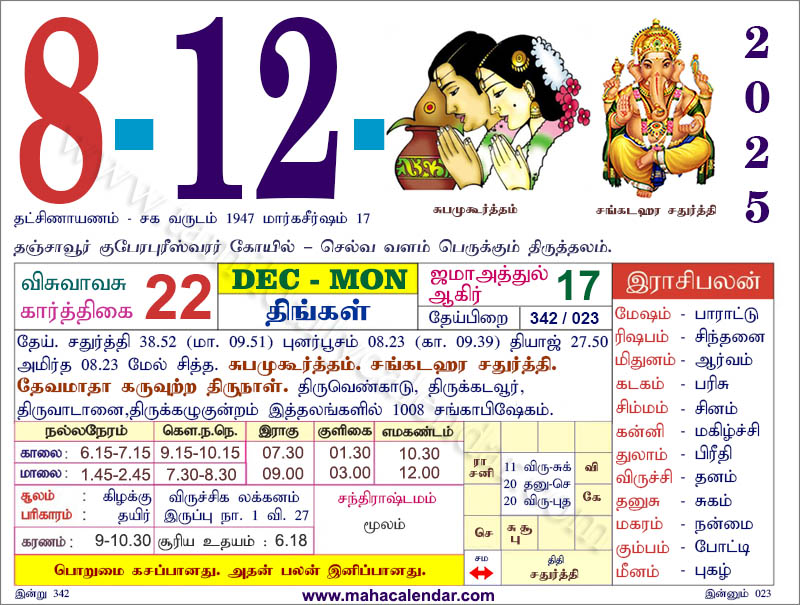 8-12-
2025
சுபமுகூர்த்தம்
சங்கடஹர சதுர்த்தி
தட்சிணாயணம் - சக வருடம் 1947 மார்கசீர்ஷம் 17
தஞ்சாவூர் குபேரபுரீஸ்வரர் கோயில் – செல்வ வளம் பெருக்கும் திருத்தலம்.
விசுவாவசு
கார்த்திகை 22
DEC - MON
திங்கள்
ஜமாஅத்துல்
ஆகிர் 17
தேய்பிறை 342 / 023
தேய். சதுர்த்தி 38.52 (மா. 09.51) புனர்பூசம் 08.23 (கா. 09.39) தியாஜ் 27.50
அமிர்த 08.23 மேல் சித்த. சுபமுகூர்த்தம். சங்கடஹர சதுர்த்தி.
தேவமாதா கருவுற்ற திருநாள். திருவெண்காடு, திருக்கடவூர்,
திருவாடானை,திருக்கழுகுன்றம் இத்தலங்களில் 1008 சங்காபிஷேகம்.
இராசிபலன்
மேஷம் - பாராட்டு
ரிஷபம் - சிந்தனை
மிதுனம் - ஆர்வம்
கடகம் - பரிசு
சிம்மம் - சினம்
கன்னி - மகிழ்ச்சி
துலாம் - பிரீதி
விருச்சி - தனம்
தனுசு - சுகம்
மகரம் - நன்மை
கும்பம் - போட்டி
மீனம் - புகழ்
நல்லநேரம் கௌ.ந.நெ. இராகு குளிகை எமகண்டம்
காலை: 6.15-7.15 9.15-10.15 07.30 01.30 10.30
மாலை: 1.45-2.45 7.30-8.30 09.00 03.00 12.00
சூலம் : கிழக்கு விருச்சிக லக்கனம்
பரிகாரம் : தயிர் இருப்பு நா. 1 வி. 27
கரணம் : 9-10.30 சூரிய உதயம் : 6.18
சந்திராஷ்டமம்
மூலம்
ரா
சனி
11 விரு-சுக்
20 தனு-செ
20 விரு-புத
வி
கே
செ
சு சூ
பு
சம
திதி
சதுர்த்தி
பொறுமை கசப்பானது. அதன் பலன் இனிப்பானது.
இன்று 342
www.mahacalendar.com
இன்னும் 023